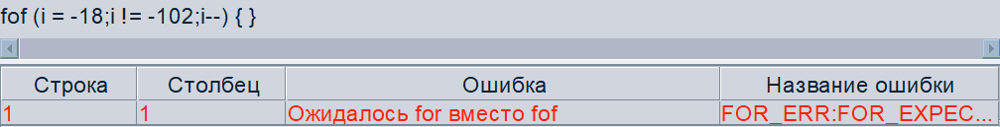 fof (i = -18;i != -102;i--) { }
Строка Столбец Ошибка Название ошибки
1 1 Ожидалось for вместо fof FOR_ERR:FOR_EXPEC...